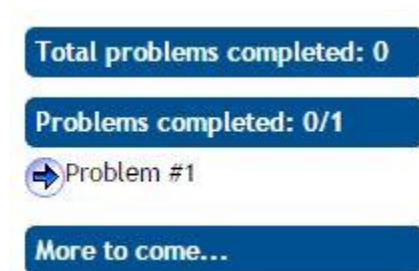 Total problems completed: 0
Problems completed: 0/1
Problem #1
More to come...